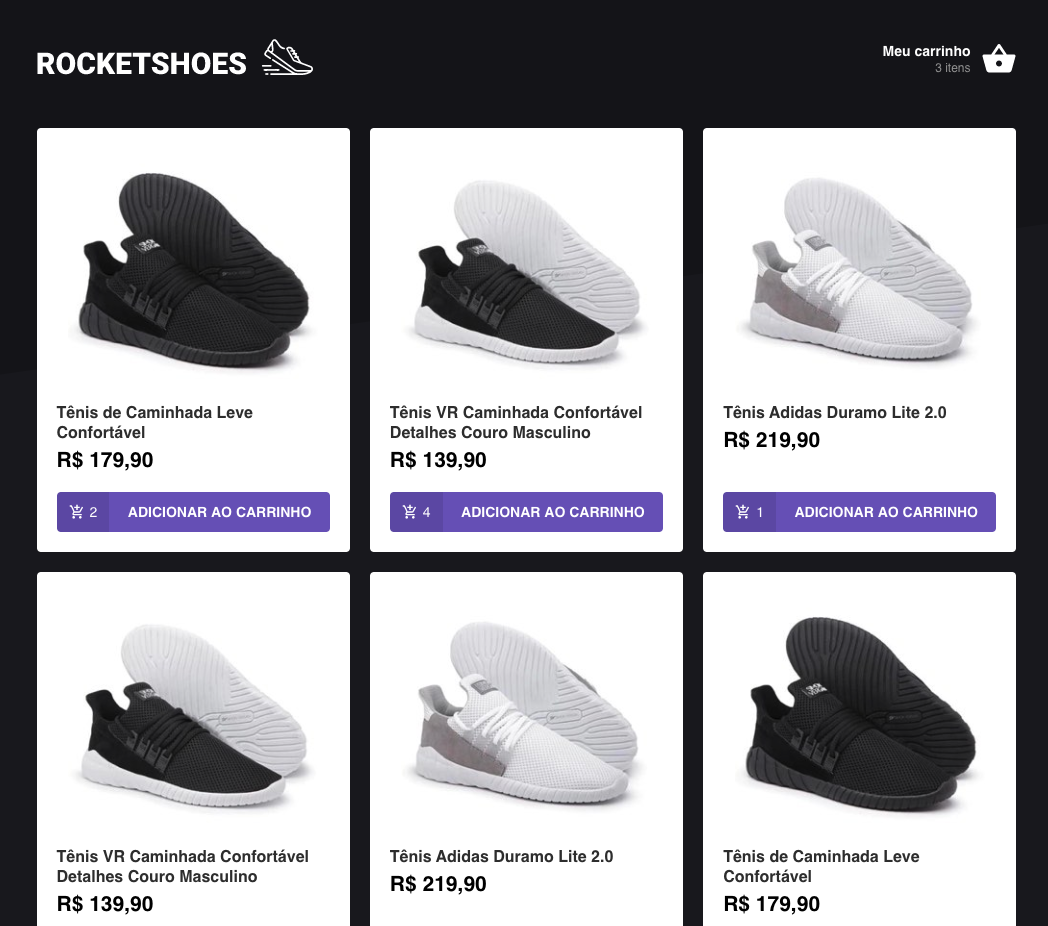 ROCKETSHOES
Meu carrinho
3 itens
Tênis de Caminhada Leve
Confortável
R$ 179,90
2 ADICIONAR AO CARRINHO
Tênis VR Caminhada Confortável
Detalhes Couro Masculino
R$ 139,90
4 ADICIONAR AO CARRINHO
Tênis Adidas Duramo Lite 2.0
R$ 219,90
1 ADICIONAR AO CARRINHO
Tênis VR Caminhada Confortável
Detalhes Couro Masculino
R$ 139,90
Tênis Adidas Duramo Lite 2.0
R$ 219,90
Tênis de Caminhada Leve
Confortável
R$ 179,90